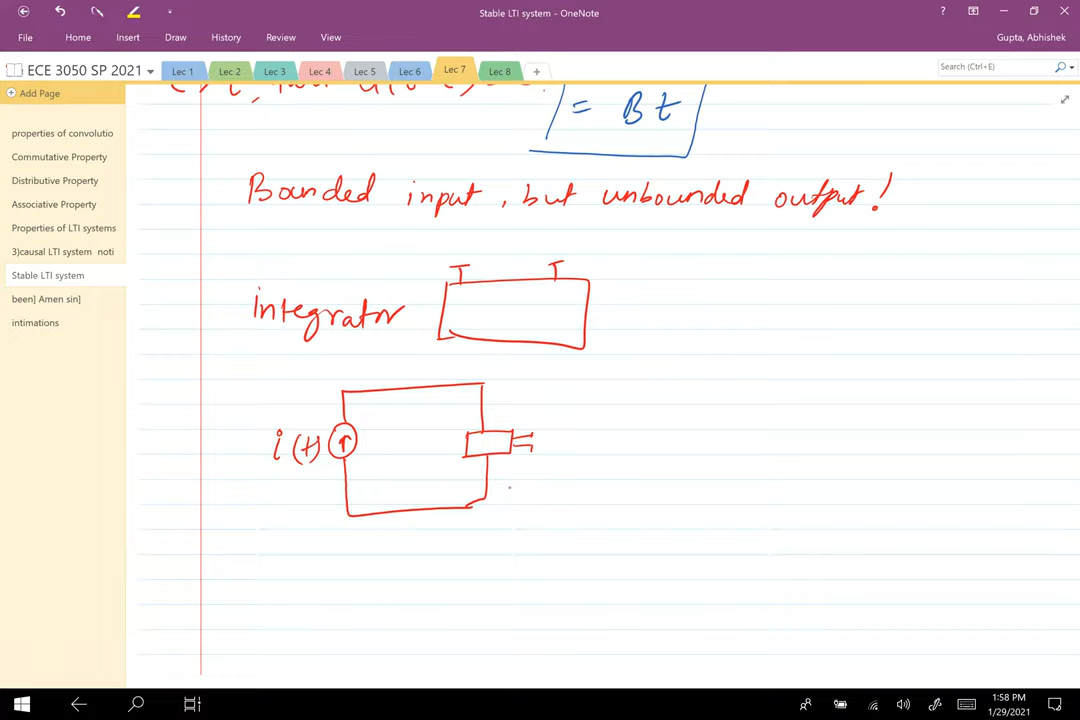 Stable LTI system - OneNote
Gupta, Abhishek
File Home Insert Draw History Review View
ECE 3050 SP 2021
Lec 1 Lec 2 Lec 3 Lec 4 Lec 5 Lec 6 Lec 7 Lec 8
Search (Ctrl+E)
Add Page
properties of convolutio
Commutative Property
Distributive Property
Associative Property
Properties of LTI systems
3)causal LTI system noti
Stable LTI system
been] Amen sin]
intimations
= Bt
Bounded input, but unbounded output!
integrator
i(t)
1:58 PM
1/29/2021